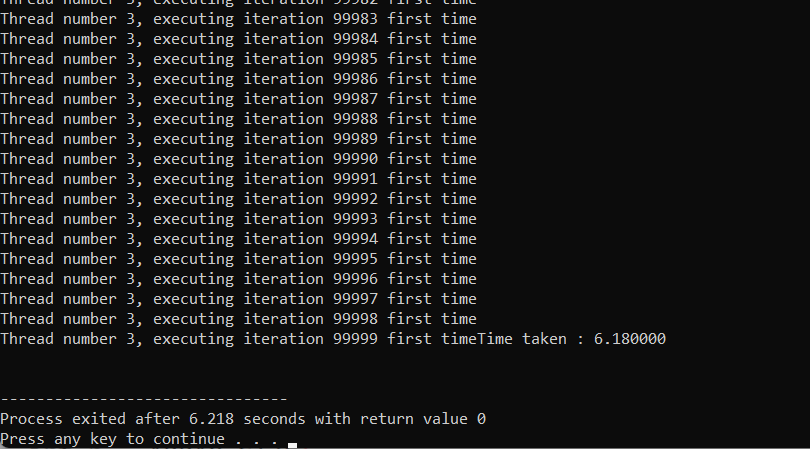 Thread number 3, executing iteration 99982 first time
Thread number 3, executing iteration 99983 first time
Thread number 3, executing iteration 99984 first time
Thread number 3, executing iteration 99985 first time
Thread number 3, executing iteration 99986 first time
Thread number 3, executing iteration 99987 first time
Thread number 3, executing iteration 99988 first time
Thread number 3, executing iteration 99989 first time
Thread number 3, executing iteration 99990 first time
Thread number 3, executing iteration 99991 first time
Thread number 3, executing iteration 99992 first time
Thread number 3, executing iteration 99993 first time
Thread number 3, executing iteration 99994 first time
Thread number 3, executing iteration 99995 first time
Thread number 3, executing iteration 99996 first time
Thread number 3, executing iteration 99997 first time
Thread number 3, executing iteration 99998 first time
Thread number 3, executing iteration 99999 first timeTime taken : 6.180000
--------------------------------
Process exited after 6.218 seconds with return value 0
Press any key to continue . . .